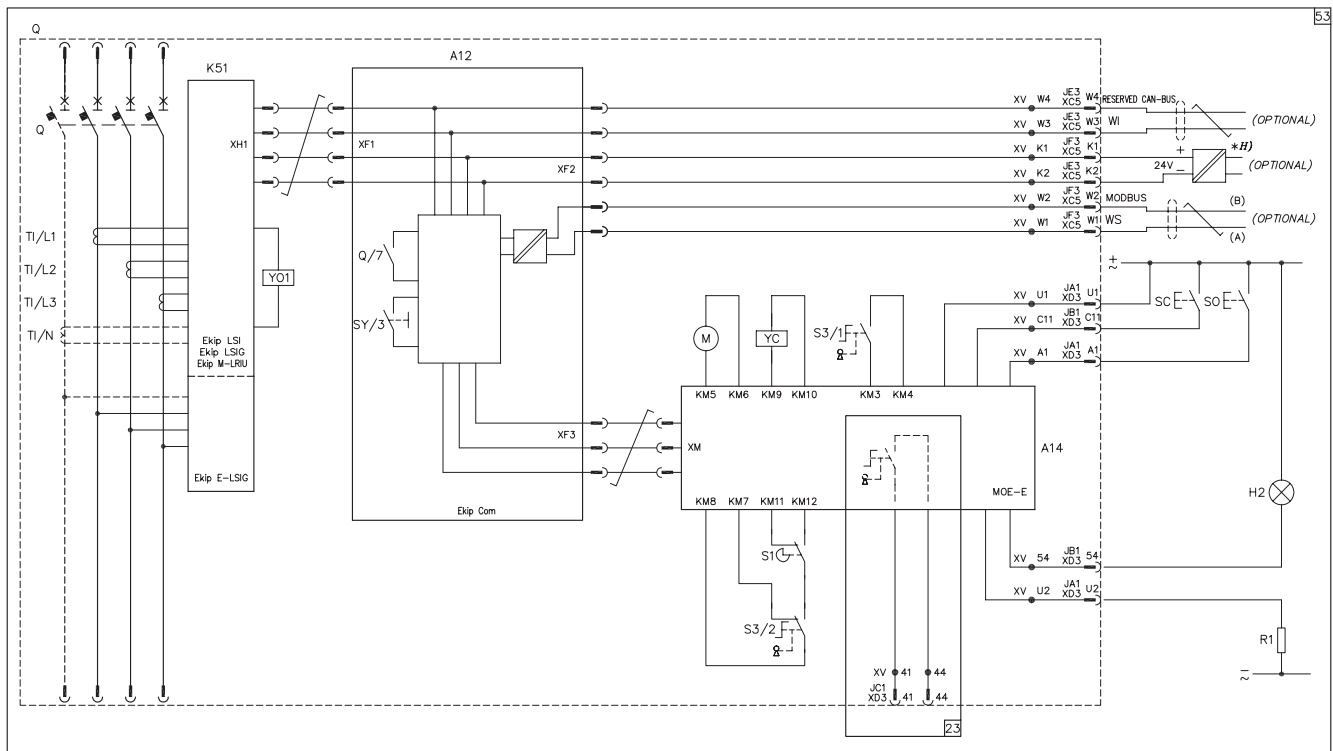 53
Q
K51
A12
Q
XH1
XF1
XF2
XV W4 JE3 XC5 W4 RESERVED CAN-BUS
XV W3 JE3 XC5 W3 WI
(OPTIONAL)
XV K1 JF3 XC5 K1 + *H)
24V
(OPTIONAL)
XV K2 JE3 XC5 K2 −
XV W2 JF3 XC5 W2 MODBUS (B)
(OPTIONAL)
XV W1 JF3 XC5 W1 WS (A)
TI/L1
TI/L2
TI/L3
TI/N
YO1
Q/7
SY/3
Ekip LSI
Ekip LSIG
Ekip M-LRIU
Ekip E-LSIG
+
~
M
YC
S3/1
XV U1 JA1 XD3 U1
SC
SO
XV C11 JB1 XD3 C11
XV A1 JA1 XD3 A1
KM5 KM6 KM9 KM10 KM3 KM4
XF3
XM
A14
MOE-E
KM8 KM7 KM11 KM12
Ekip Com
H2
S1
XV 54 JB1 XD3 54
XV U2 JA1 XD3 U2
S3/2
R1
XV 41 44
JC1
XD3 41 44
−
~
23